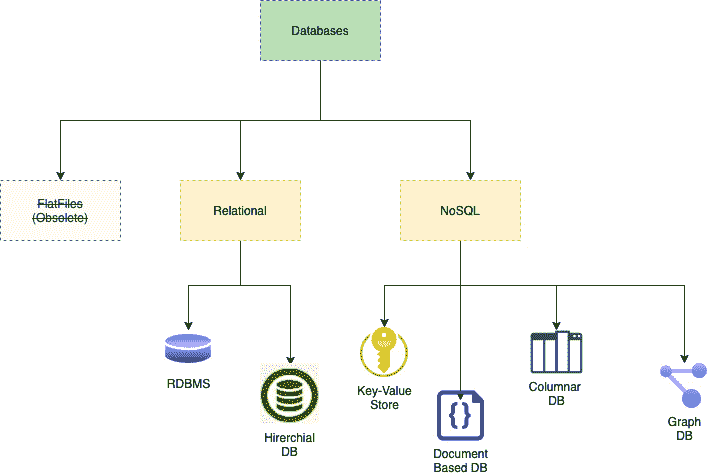 Databases
FlatFiles
(Obsolete)
Relational
NoSQL
RDBMS
Hirerchial
DB
Key-Value
Store
{}
Document
Based DB
Columnar
DB
Graph
DB